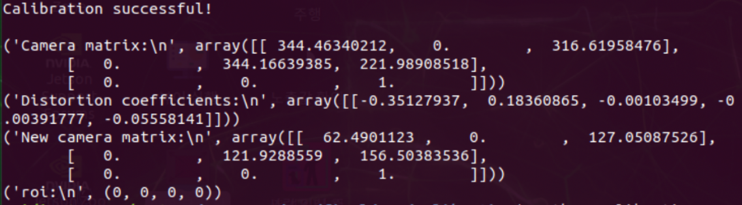 Calibration successful!
('Camera matrix:\n', array([[ 344.46340212,    0.        ,  316.61958476],
       [   0.        ,  344.16639385,  221.98908518],
       [   0.        ,    0.        ,    1.        ]]))
('Distortion coefficients:\n', array([[-0.35127937,  0.18360865, -0.00103499, -0
.00391777, -0.05558141]]))
('New camera matrix:\n', array([[  62.4901123 ,    0.        ,  127.05087526],
       [   0.        ,  121.9288559 ,  156.50383536],
       [   0.        ,    0.        ,    1.        ]]))
('roi:\n', (0, 0, 0, 0))